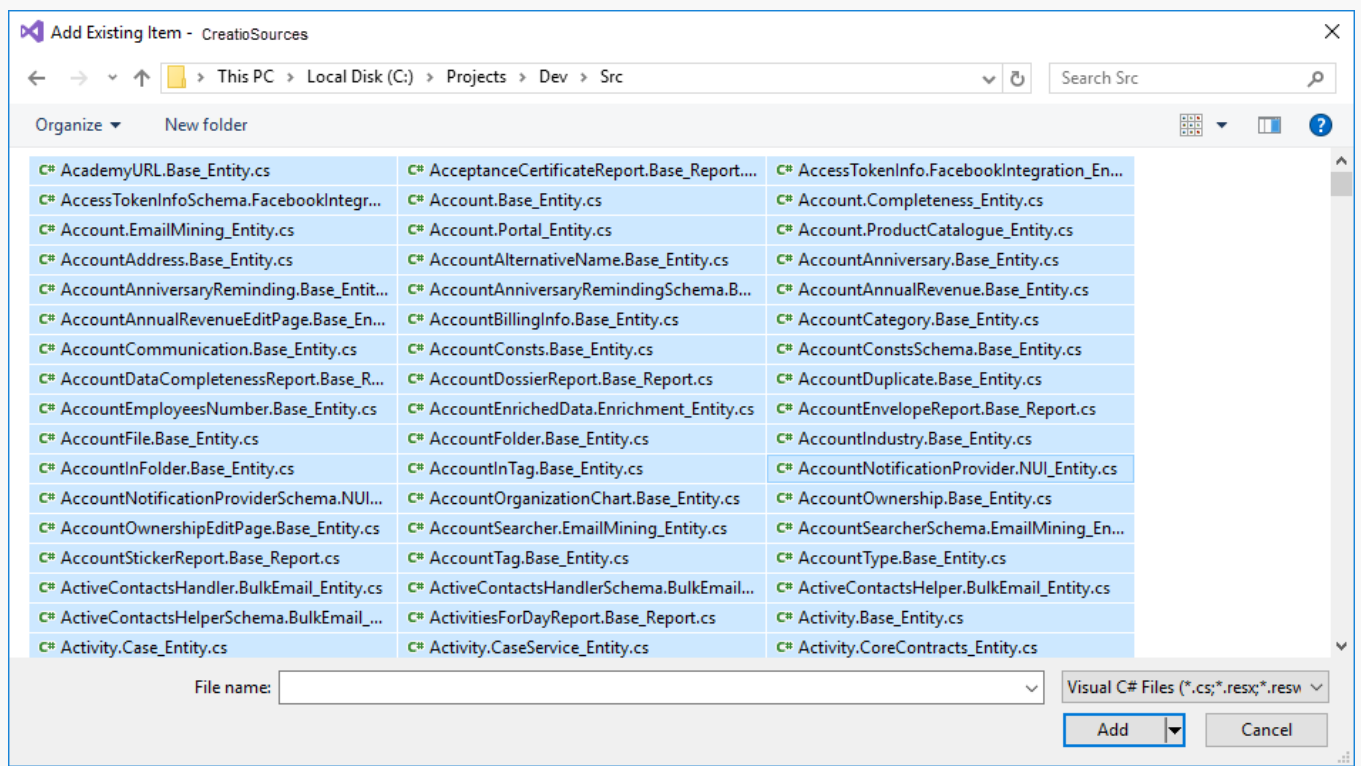 Add Existing Item - CreatioSources
This PC > Local Disk (C:) > Projects > Dev > Src
Search Src
Organize
New folder
C# AcademyURL.Base_Entity.cs C# AcceptanceCertificateReport.Base_Report.... C# AccessTokenInfo.FacebookIntegration_En...
C# AccessTokenInfoSchema.FacebookIntegr... C# Account.Base_Entity.cs C# Account.Completeness_Entity.cs
C# Account.EmailMining_Entity.cs C# Account.Portal_Entity.cs C# Account.ProductCatalogue_Entity.cs
C# AccountAddress.Base_Entity.cs C# AccountAlternativeName.Base_Entity.cs C# AccountAnniversary.Base_Entity.cs
C# AccountAnniversaryReminding.Base_Entit... C# AccountAnniversaryRemindingSchema.B... C# AccountAnnualRevenue.Base_Entity.cs
C# AccountAnnualRevenueEditPage.Base_En... C# AccountBillingInfo.Base_Entity.cs C# AccountCategory.Base_Entity.cs
C# AccountCommunication.Base_Entity.cs C# AccountConsts.Base_Entity.cs C# AccountConstsSchema.Base_Entity.cs
C# AccountDataCompletenessReport.Base_R... C# AccountDossierReport.Base_Report.cs C# AccountDuplicate.Base_Entity.cs
C# AccountEmployeesNumber.Base_Entity.cs C# AccountEnrichedData.Enrichment_Entity.cs C# AccountEnvelopeReport.Base_Report.cs
C# AccountFile.Base_Entity.cs C# AccountFolder.Base_Entity.cs C# AccountIndustry.Base_Entity.cs
C# AccountInFolder.Base_Entity.cs C# AccountInTag.Base_Entity.cs C# AccountNotificationProvider.NUI_Entity.cs
C# AccountNotificationProviderSchema.NUI... C# AccountOrganizationChart.Base_Entity.cs C# AccountOwnership.Base_Entity.cs
C# AccountOwnershipEditPage.Base_Entity.cs C# AccountSearcher.EmailMining_Entity.cs C# AccountSearcherSchema.EmailMining_En...
C# AccountStickerReport.Base_Report.cs C# AccountTag.Base_Entity.cs C# AccountType.Base_Entity.cs
C# ActiveContactsHandler.BulkEmail_Entity.cs C# ActiveContactsHandlerSchema.BulkEmail... C# ActiveContactsHelper.BulkEmail_Entity.cs
C# ActiveContactsHelperSchema.BulkEmail_... C# ActivitiesForDayReport.Base_Report.cs C# Activity.Base_Entity.cs
C# Activity.Case_Entity.cs C# Activity.CaseService_Entity.cs C# Activity.CoreContracts_Entity.cs
File name:
Visual C# Files (*.cs;*.resx;*.resw
Add
Cancel